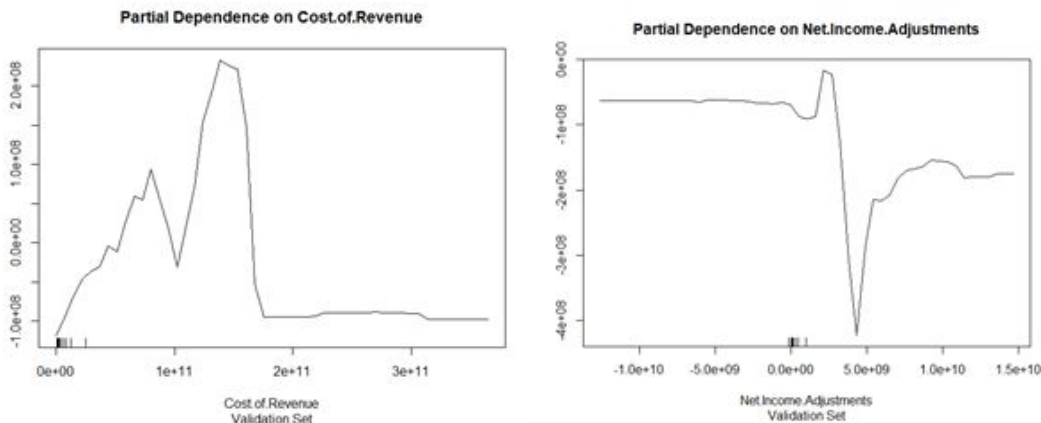 Partial Dependence on Cost.of.Revenue
2.0e+08
1.0e+08
0.0e+00
-1.0e+08
0e+00 1e+11 2e+11 3e+11
Cost.of.Revenue
Validation Set
Partial Dependence on Net.Income.Adjustments
0e+00
-1e+08
-2e+08
-3e+08
-4e+08
-1.0e+10 -5.0e+09 0.0e+00 5.0e+09 1.0e+10 1.5e+10
Net.Income.Adjustments
Validation Set